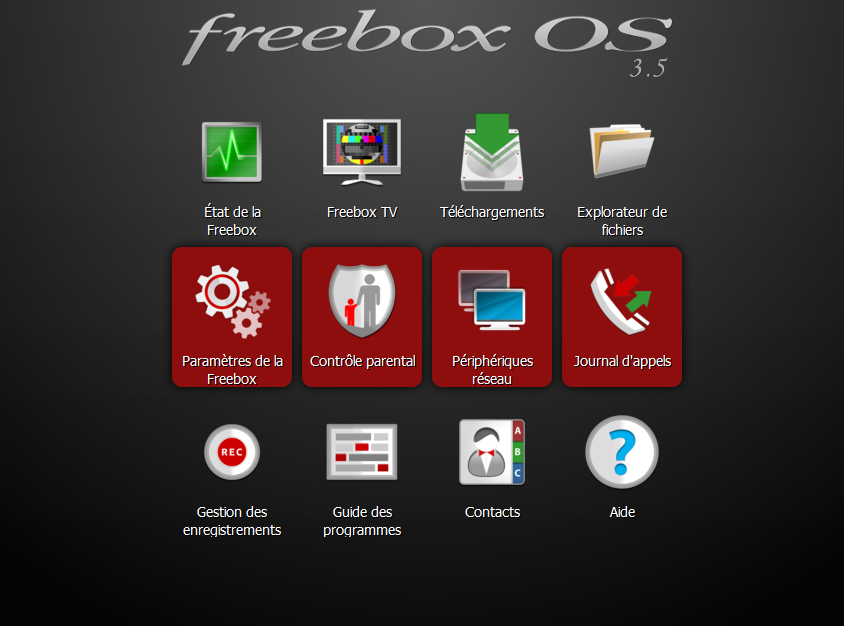 freebox OS
3.5
État de la
Freebox
Freebox TV
Téléchargements
Explorateur de
fichiers
Paramètres de la
Freebox
Contrôle parental
Périphériques
réseau
Journal d'appels
REC
A
B
C
Gestion des
enregistrements
Guide des
programmes
Contacts
?
Aide